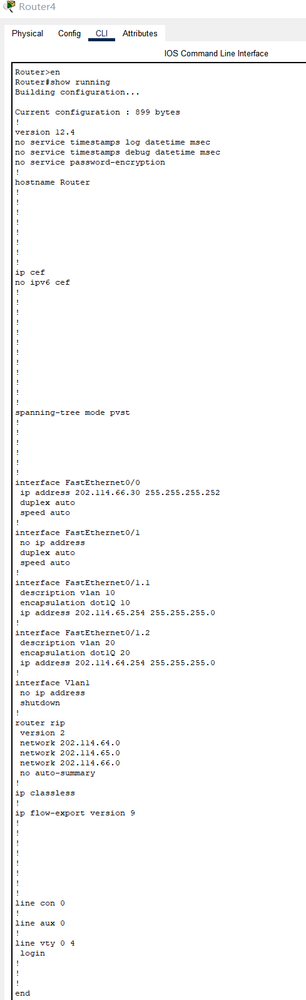 Router4
Physical Config CLI Attributes
IOS Command Line Interface
Router>en
Router#show running
Building configuration...
Current configuration : 899 bytes
!
version 12.4
no service timestamps log datetime msec
no service timestamps debug datetime msec
no service password-encryption
!
hostname Router
!
!
!
!
!
!
!
!
ip cef
no ipv6 cef
!
!
!
!
!
!
!
!
!
!
!
!
spanning-tree mode pvst
!
!
!
!
!
!
interface FastEthernet0/0
 ip address 202.114.66.30 255.255.255.252
 duplex auto
 speed auto
!
interface FastEthernet0/1
 no ip address
 duplex auto
 speed auto
!
interface FastEthernet0/1.1
 description vlan 10
 encapsulation dot1Q 10
 ip address 202.114.65.254 255.255.255.0
!
interface FastEthernet0/1.2
 description vlan 20
 encapsulation dot1Q 20
 ip address 202.114.64.254 255.255.255.0
!
interface Vlan1
 no ip address
 shutdown
!
router rip
 version 2
 network 202.114.64.0
 network 202.114.65.0
 network 202.114.66.0
 no auto-summary
!
ip classless
!
ip flow-export version 9
!
!
!
!
!
!
!
!
line con 0
!
line aux 0
!
line vty 0 4
 login
!
!
!
end